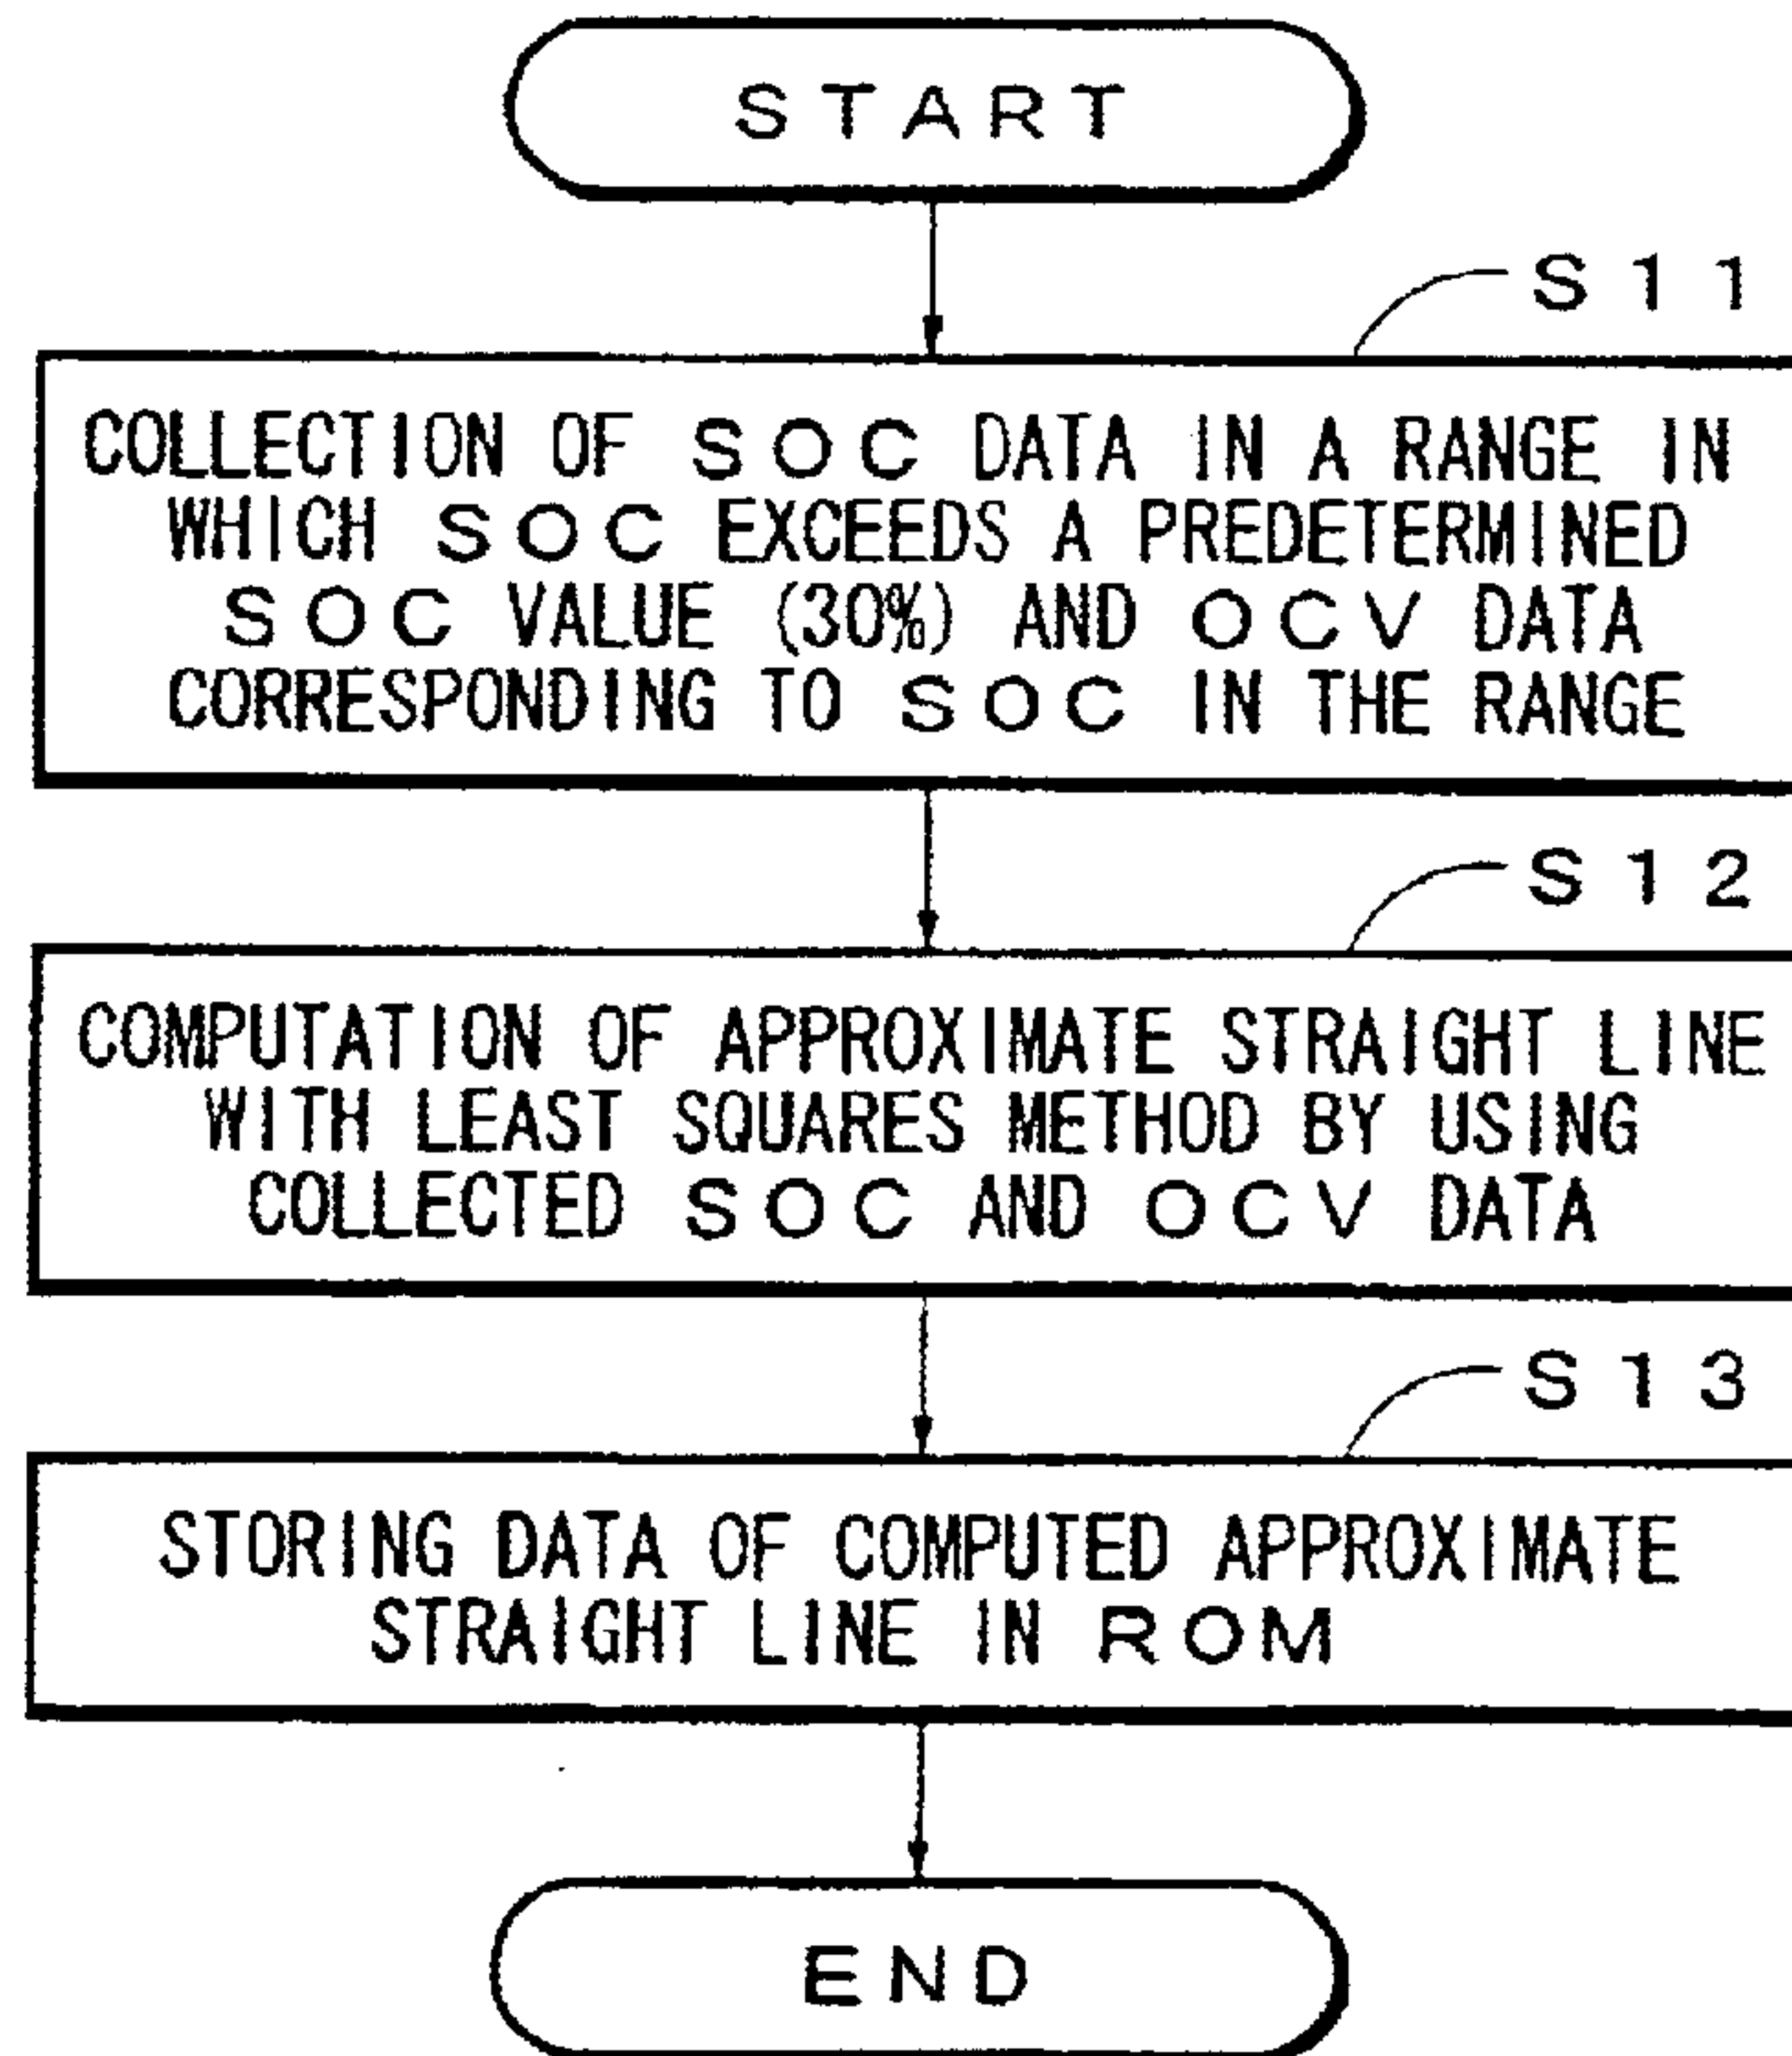 START
S11
COLLECTION OF SOC DATA IN A RANGE IN
WHICH SOC EXCEEDS A PREDETERMINED
SOC VALUE (30%) AND OCV DATA
CORRESPONDING TO SOC IN THE RANGE
S12
COMPUTATION OF APPROXIMATE STRAIGHT LINE
WITH LEAST SQUARES METHOD BY USING
COLLECTED SOC AND OCV DATA
S13
STORING DATA OF COMPUTED APPROXIMATE
STRAIGHT LINE IN ROM
END